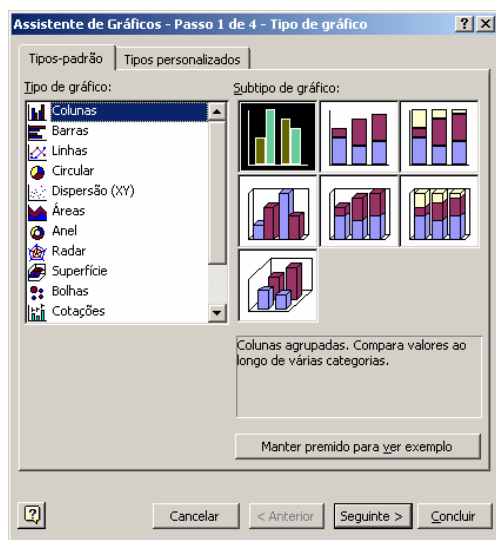 Assistente de Gráficos - Passo 1 de 4 - Tipo de gráfico
Tipos-padrão
Tipos personalizados
Tipo de gráfico:
Subtipo de gráfico:
Colunas
Barras
Linhas
Circular
Dispersão (XY)
Áreas
Anel
Radar
Superfície
Bolhas
Cotações
Colunas agrupadas. Compara valores ao
longo de várias categorias.
Manter premido para ver exemplo
Cancelar
< Anterior
Seguinte >
Concluir